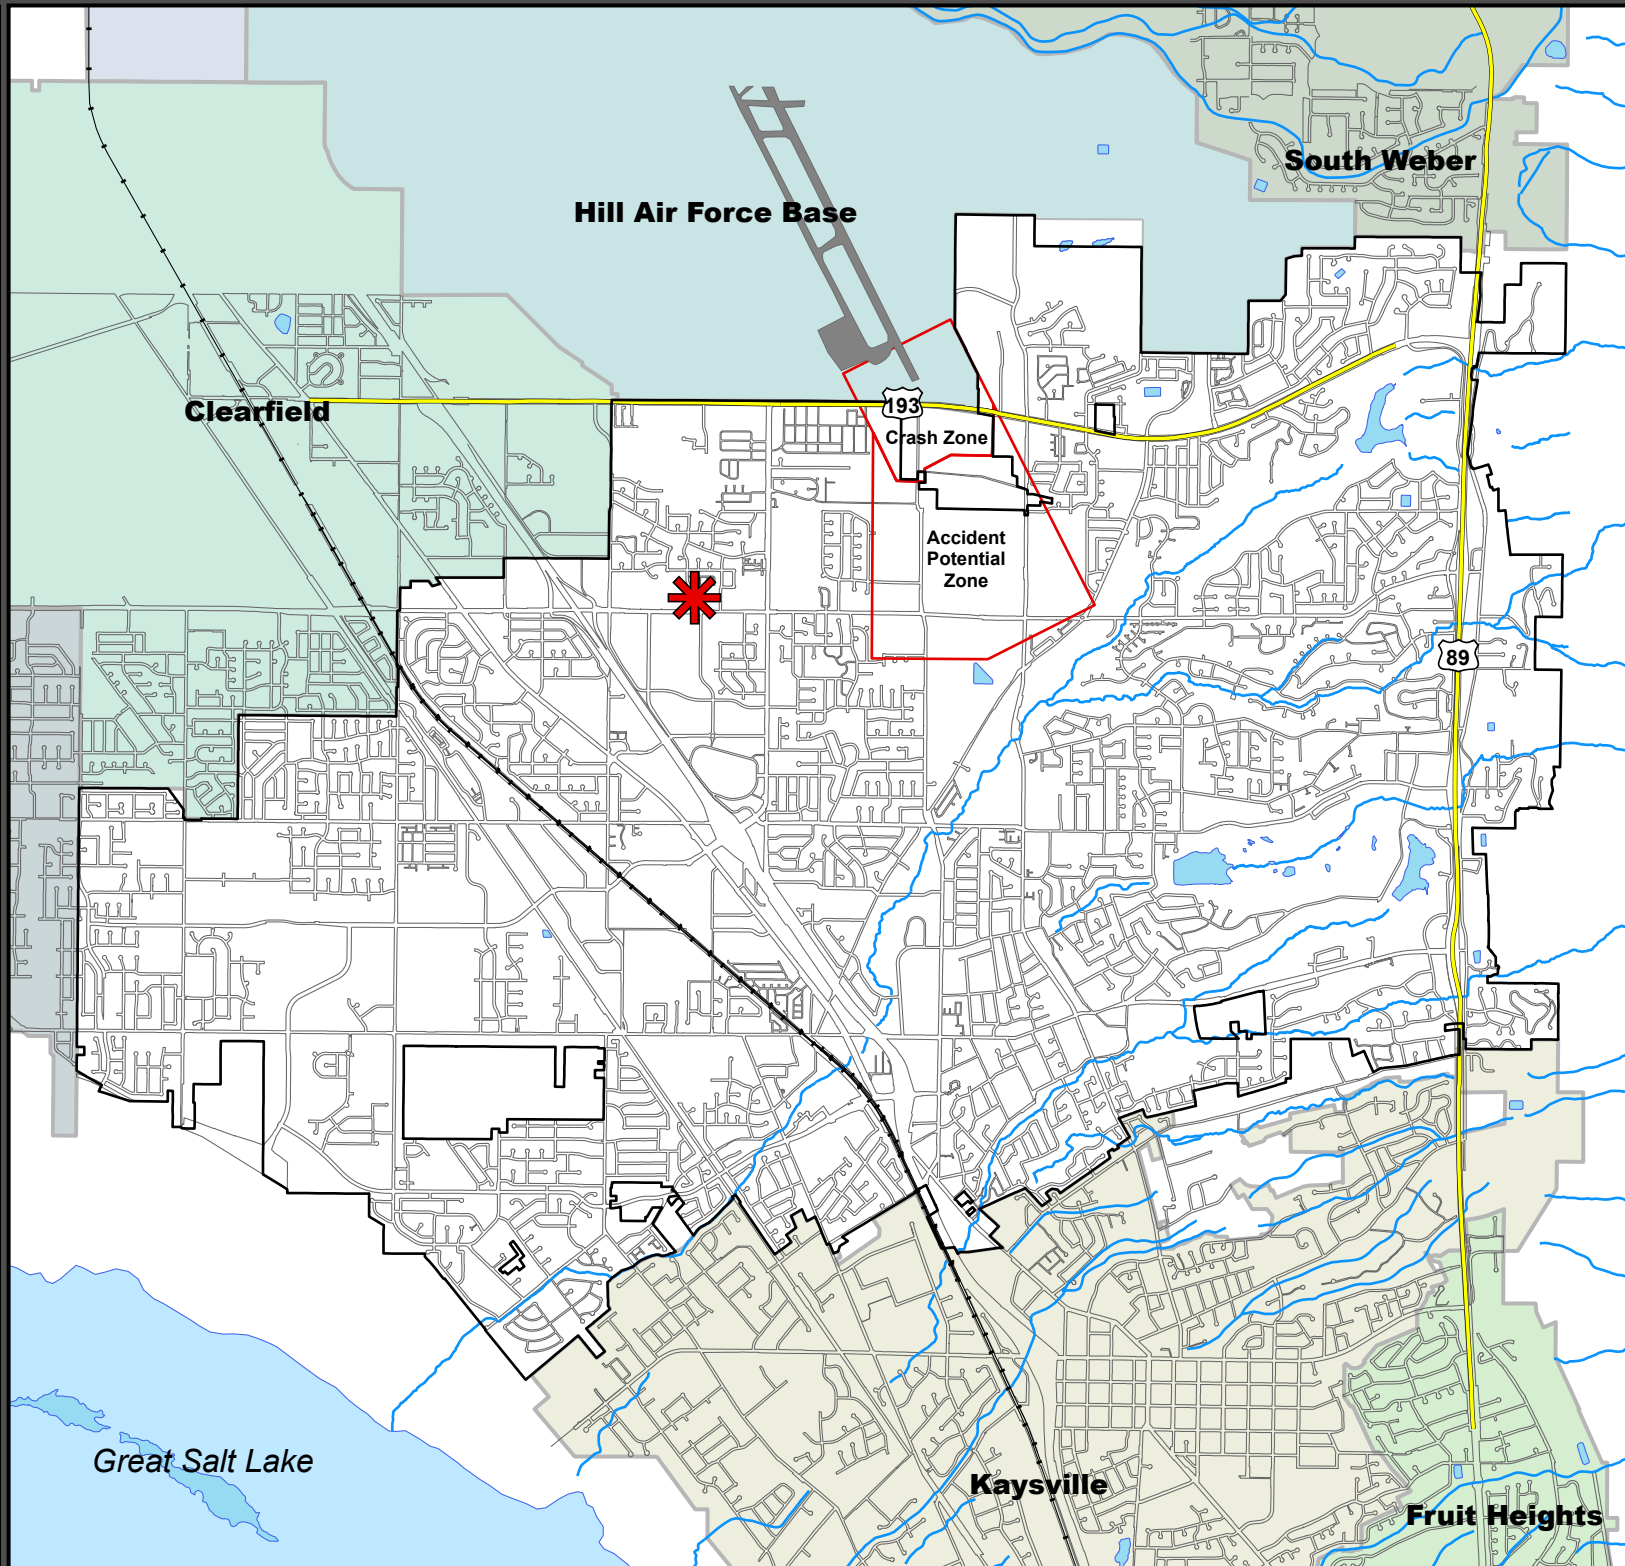 South Weber
Hill Air Force Base
Clearfield
193
Crash Zone
Accident
Potential
Zone
89
Great Salt Lake
Kaysville
Fruit Heights